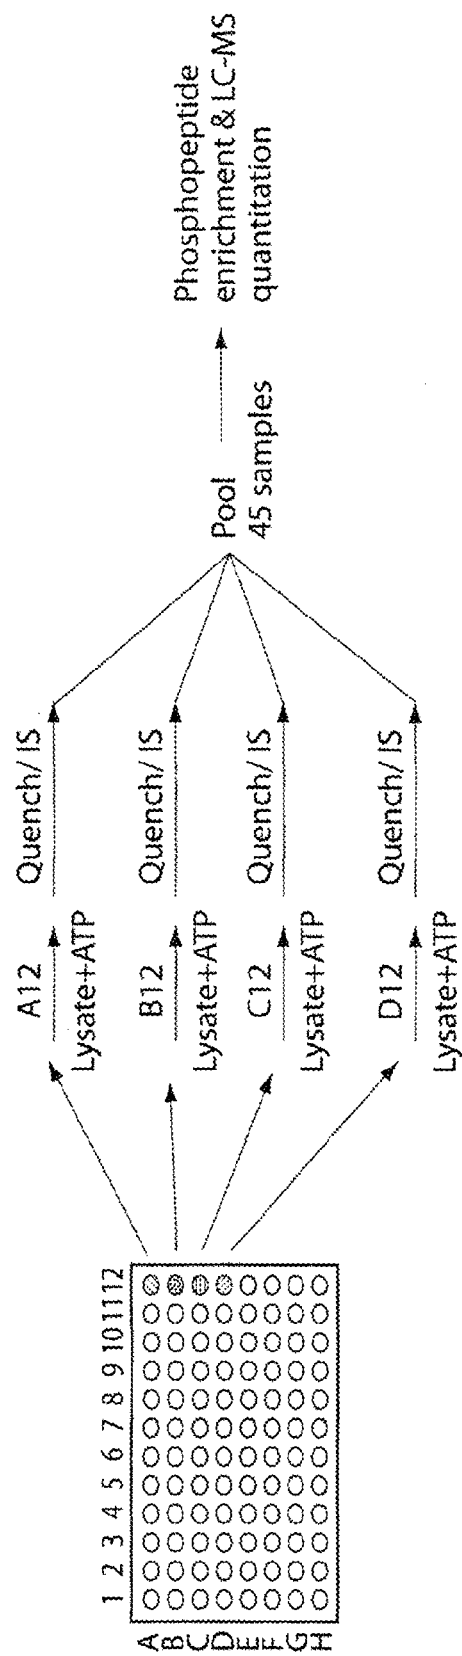 1 2 3 4 5 6 7 8 9 10 11 12
A
B
C
D
E
F
G
H
A12
Lysate+ATP
Quench/ IS
B12
Lysate+ATP
Quench/ IS
C12
Lysate+ATP
Quench/ IS
D12
Lysate+ATP
Quench/ IS
Pool
45 samples
Phosphopeptide
enrichment & LC-MS
quantitation